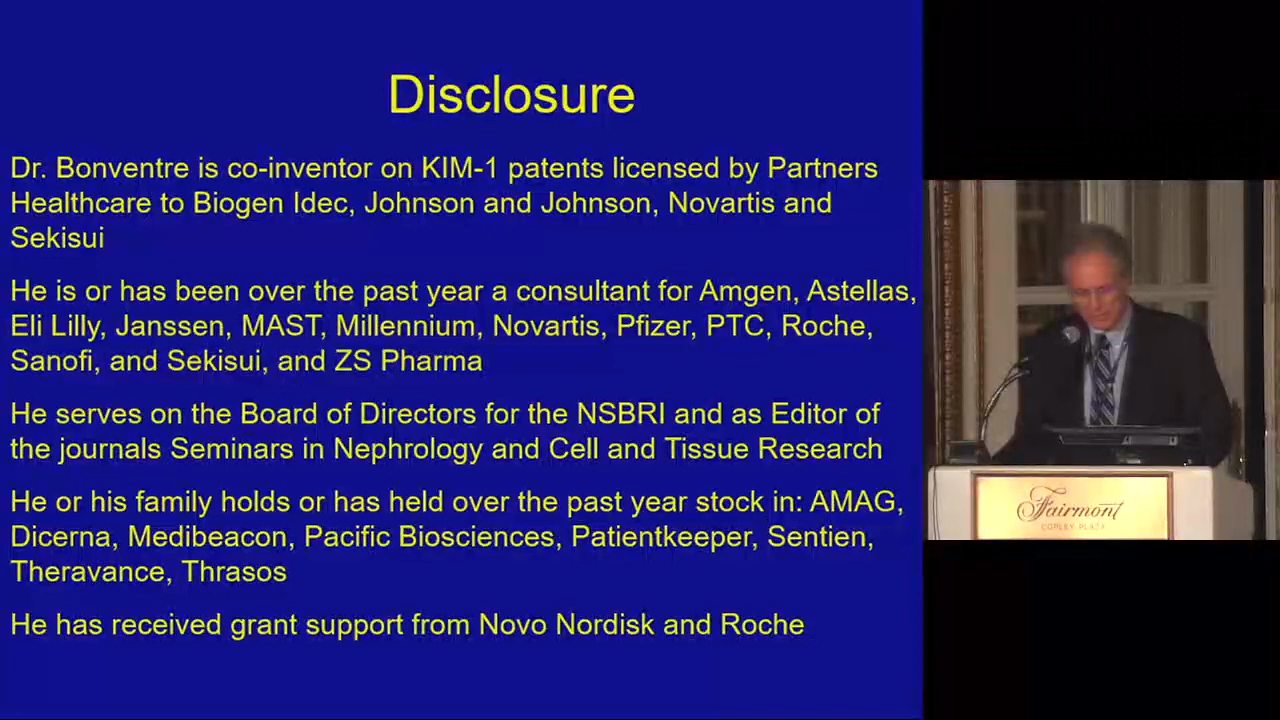 Disclosure
Dr. Bonventre is co-inventor on KIM-1 patents licensed by Partners
Healthcare to Biogen Idec, Johnson and Johnson, Novartis and
Sekisui
He is or has been over the past year a consultant for Amgen, Astellas,
Eli Lilly, Janssen, MAST, Millennium, Novartis, Pfizer, PTC, Roche,
Sanofi, and Sekisui, and ZS Pharma
He serves on the Board of Directors for the NSBRI and as Editor of
the journals Seminars in Nephrology and Cell and Tissue Research
He or his family holds or has held over the past year stock in: AMAG,
Dicerna, Medibeacon, Pacific Biosciences, Patientkeeper, Sentien,
Theravance, Thrasos
He has received grant support from Novo Nordisk and Roche
Fairmont
COPLEY PLAZA